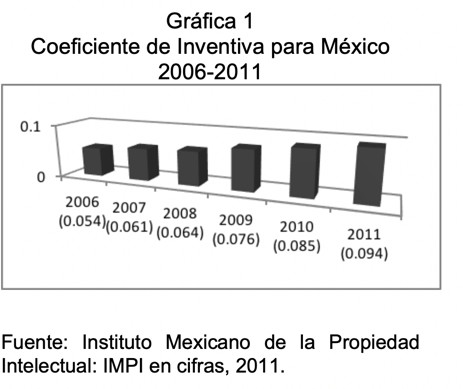 Gráfica 1
Coeficiente de Inventiva para México
2006-2011
0.1
0
2006 2007 2008 2009 2010 2011
(0.054) (0.061) (0.064) (0.076) (0.085) (0.094)
Fuente: Instituto Mexicano de la Propiedad
Intelectual: IMPI en cifras, 2011.